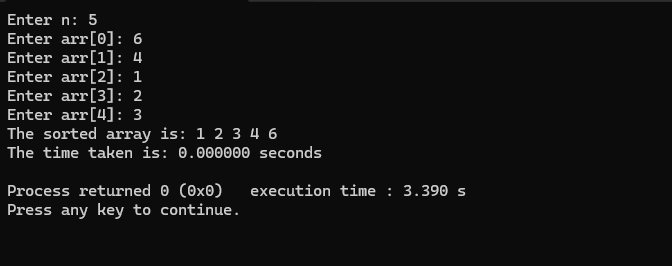 Enter n: 5
Enter arr[0]: 6
Enter arr[1]: 4
Enter arr[2]: 1
Enter arr[3]: 2
Enter arr[4]: 3
The sorted array is: 1 2 3 4 6
The time taken is: 0.000000 seconds
Process returned 0 (0x0)   execution time : 3.390 s
Press any key to continue.